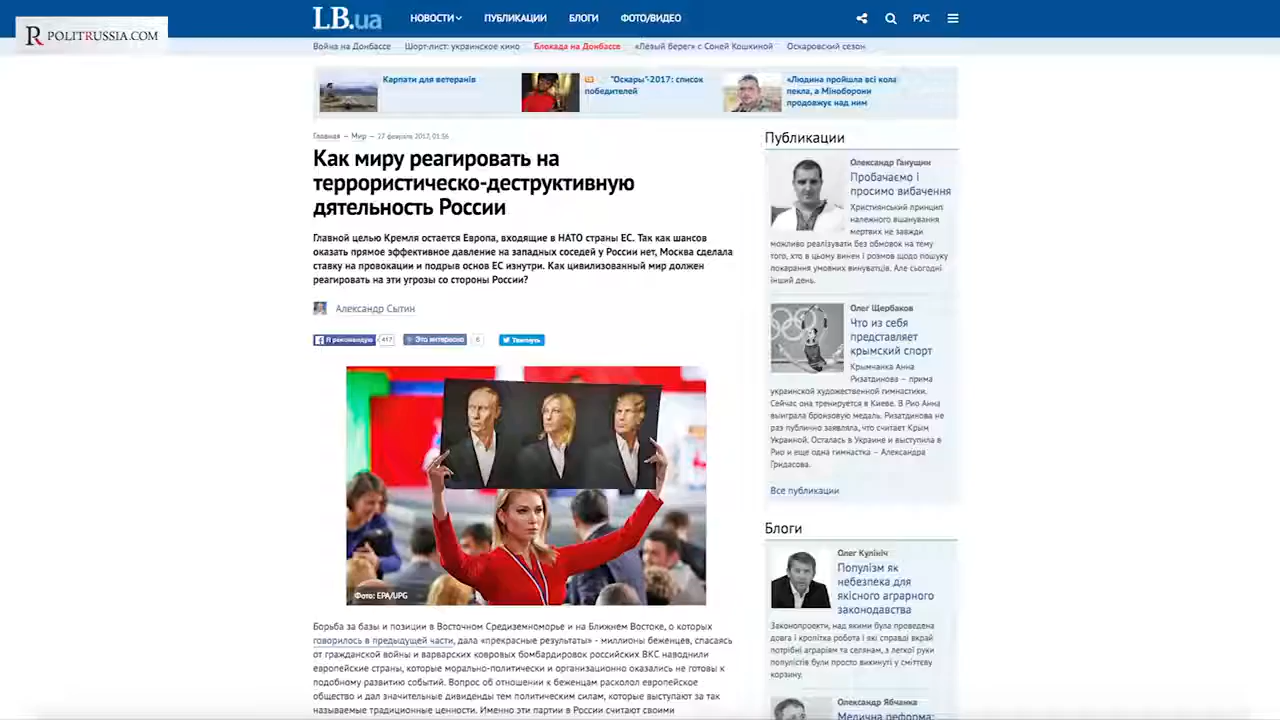 R POLITRUSSIA.COM
LB.ua
НОВОСТИ
ПУБЛИКАЦИИ
БЛОГИ
ФОТО/ВИДЕО
РУС
Война на Донбассе
Шорт-лист: украинское кино
Блокада на Донбассе
«Левый берег» с Соней Кошкиной
Оскаровский сезон
Карпати для ветеранів
"Оскары"-2017: список
победителей
«Людина пройшла всі кола
пекла, а Міноборони
продовжує над ним
Главная – Мир – 27 февраля 2017, 01:56
Как миру реагировать на
террористическо-деструктивную
дятельность России
Главной целью Кремля остается Европа, входящие в НАТО страны ЕС. Так как шансов
оказать прямое эффективное давление на западных соседей у России нет, Москва сделала
ставку на провокации и подрыв основ ЕС изнутри. Как цивилизованный мир должен
реагировать на эти угрозы со стороны России?
Александр Сытин
Я рекомендую
417
Это интересно
6
Твитнуть
Фото: EPA/UPG
Борьба за базы и позиции в Восточном Средиземноморье и на Ближнем Востоке, о которых
говорилось в предыдущей части, дала «прекрасные результаты» - миллионы беженцев, спасаясь
от гражданской войны и варварских ковровых бомбардировок российских ВКС наводнили
европейские страны, которые морально-политически и организационно оказались не готовы к
подобному развитию событий. Вопрос об отношении к беженцам расколол европейское
общество и дал значительные дивиденды тем политическим силам, которые выступают за так
называемые традиционные ценности. Именно эти партии в России считают своими
Публикации
Олександр Ганущин
Пробачаємо і
просимо вибачення
Християнський принцип
належного вшанування
мертвих не завжди
можливо реалізувати без обмовок на тему
того, хто в цьому винен і розмов щодо пошуку
покарання умовних винуватців. Але сьогодні
інший день.
Олег Щербаков
Что из себя
представляет
крымский спорт
Крымчанка Анна
Ризатдинова – прима
украинской художественной гимнастики.
Сейчас она тренируется в Киеве. В Рио Анна
выиграла бронзовую медаль. Ризатдинова не
раз публично заявляла, что считает Крым
Украиной. Осталась в Украине и выступила в
Рио и еще одна гимнастка – Александра
Гридасова.
Все публикации
Блоги
Олег Кулініч
Популізм як
небезпека для
якісного аграрного
законодавства
Законопроекти, над якими була проведена
довга і кропітка робота і які справді вкрай
потрібні аграріям та селянам, з легкої руки
популістів були просто викинуті у сміттєву
корзину.
Олександр Ябчанка
Медична реформа: